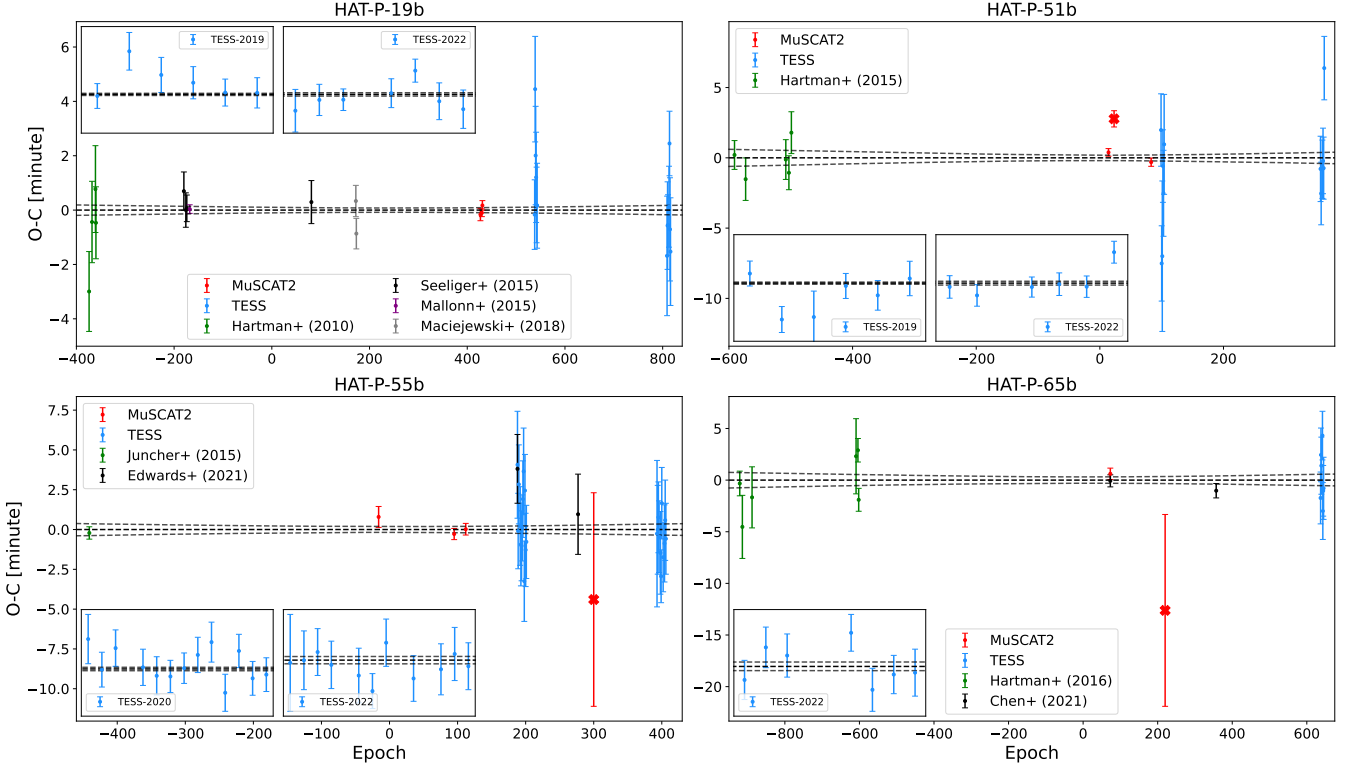 HAT-P-19b
TESS-2019
TESS-2022
O-C [minute]
6
4
2
0
−2
−4
MuSCAT2
TESS
Hartman+ (2010)
Seeliger+ (2015)
Mallonn+ (2015)
Maciejewski+ (2018)
−400 −200 0 200 400 600 800
HAT-P-51b
MuSCAT2
TESS
Hartman+ (2015)
5
0
−5
−10
TESS-2019
TESS-2022
−600 −400 −200 0 200
HAT-P-55b
MuSCAT2
TESS
Juncher+ (2015)
Edwards+ (2021)
O-C [minute]
7.5
5.0
2.5
0.0
−2.5
−5.0
−7.5
−10.0
TESS-2020
TESS-2022
−400 −300 −200 −100 0 100 200 300 400
Epoch
HAT-P-65b
5
0
−5
−10
−15
−20
TESS-2022
MuSCAT2
TESS
Hartman+ (2016)
Chen+ (2021)
−800 −600 −400 −200 0 200 400 600
Epoch